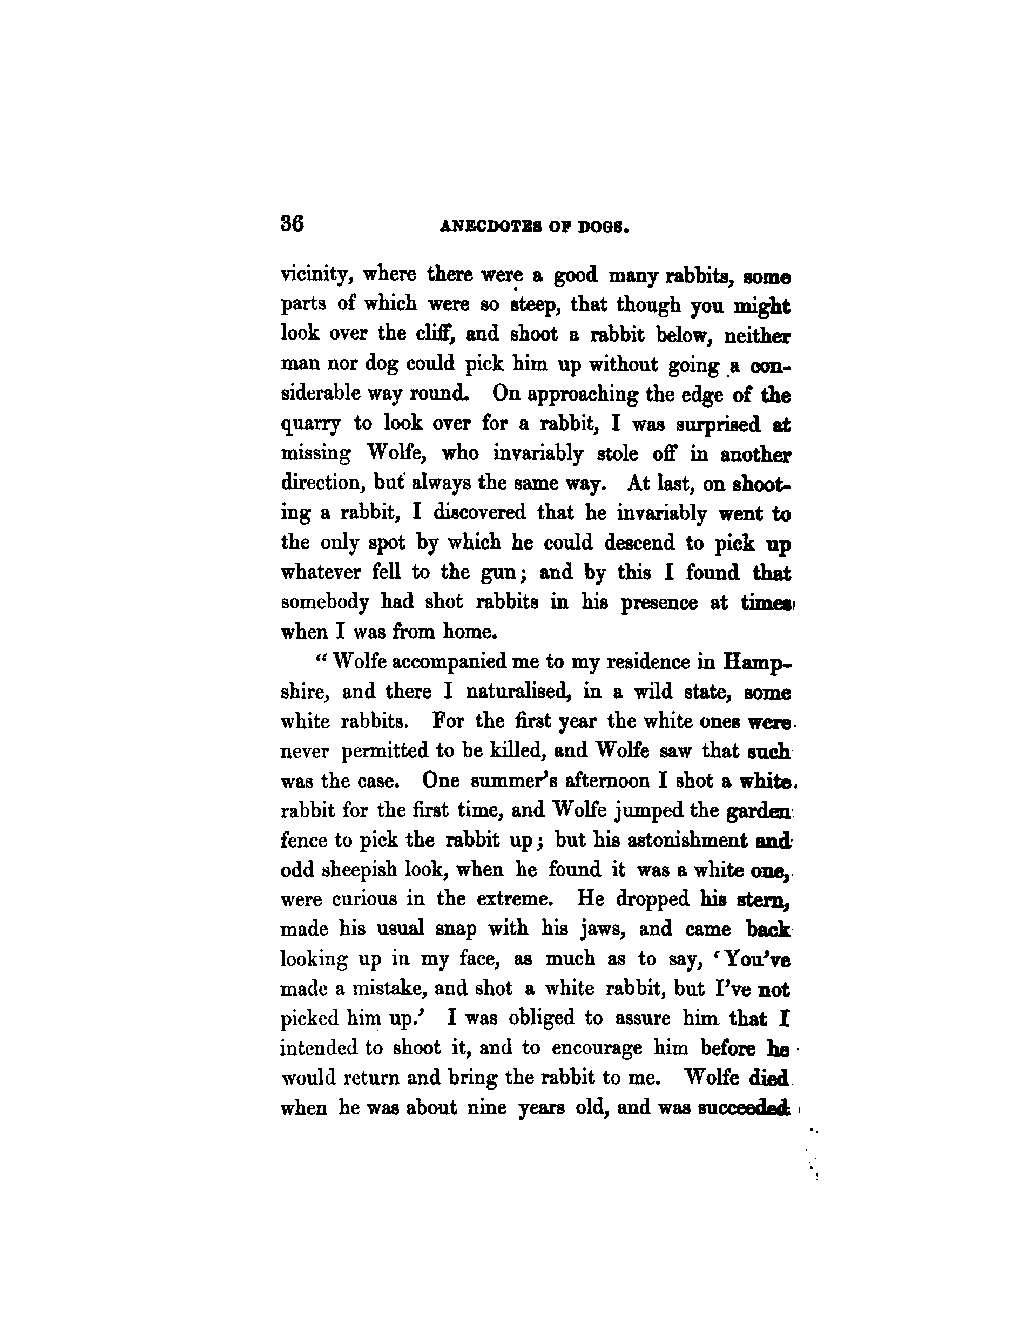 36 ANECDOTES OF DOGS.
vicinity, where there were a good many rabbits, some
parts of which were so steep, that though you might
look over the cliff, and shoot a rabbit below, neither
man nor dog could pick him up without going a con-
siderable way round. On approaching the edge of the
quarry to look over for a rabbit, I was surprised at
missing Wolfe, who invariably stole off in another
direction, but always the same way. At last, on shoot-
ing a rabbit, I discovered that he invariably went to
the only spot by which he could descend to pick up
whatever fell to the gun; and by this I found that
somebody had shot rabbits in his presence at times
when I was from home.
“ Wolfe accompanied me to my residence in Hamp-
shire, and there I naturalised, in a wild state, some
white rabbits. For the first year the white ones were
never permitted to be killed, and Wolfe saw that such
was the case. One summer's afternoon I shot a white
rabbit for the first time, and Wolfe jumped the garden
fence to pick the rabbit up; but his astonishment and
odd sheepish look, when he found it was a white one,
were curious in the extreme. He dropped his stern,
made his usual snap with his jaws, and came back
looking up in my face, as much as to say, ‘You've
made a mistake, and shot a white rabbit, but I've not
picked him up.’ I was obliged to assure him that I
intended to shoot it, and to encourage him before he
would return and bring the rabbit to me. Wolfe died
when he was about nine years old, and was succeeded